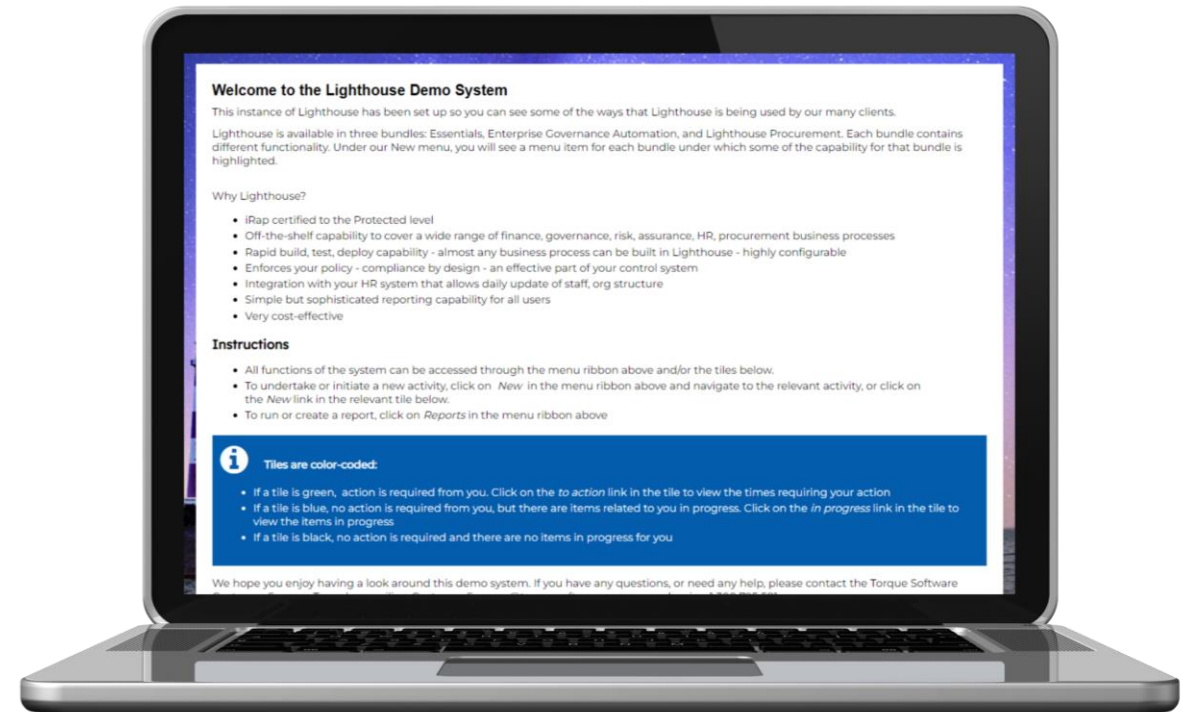 Welcome to the Lighthouse Demo System
This instance of Lighthouse has been set up so you can see some of the ways that Lighthouse is being used by our many clients.
Lighthouse is available in three bundles: Essentials, Enterprise Governance Automation, and Lighthouse Procurement. Each bundle contains
different functionality. Under our New menu, you will see a menu item for each bundle under which some of the capability for that bundle is
highlighted.
Why Lighthouse?
• iRap certified to the Protected level
• Off-the-shelf capability to cover a wide range of finance, governance, risk, assurance, HR, procurement business processes
• Rapid build, test, deploy capability - almost any business process can be built in Lighthouse - highly configurable
• Enforces your policy - compliance by design - an effective part of your control system
• Integration with your HR system that allows daily update of staff, org structure
• Simple but sophisticated reporting capability for all users
• Very cost-effective
Instructions
• All functions of the system can be accessed through the menu ribbon above and/or the tiles below.
• To undertake or initiate a new activity, click on New in the menu ribbon above and navigate to the relevant activity, or click on
the New link in the relevant tile below.
• To run or create a report, click on Reports in the menu ribbon above
i
Tiles are color-coded:
• If a tile is green, action is required from you. Click on the to action link in the tile to view the times requiring your action
• If a tile is blue, no action is required from you, but there are items related to you in progress. Click on the in progress link in the tile to
view the items in progress
• If a tile is black, no action is required and there are no items in progress for you
We hope you enjoy having a look around this demo system. If you have any questions, or need any help, please contact the Torque Software